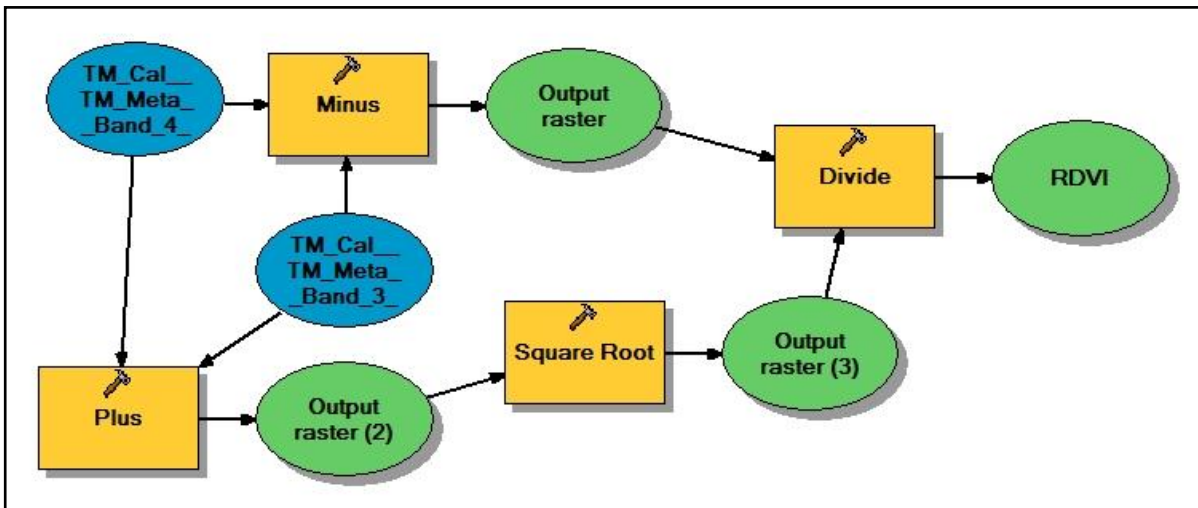 TM_Cal__
TM_Meta_
_Band_4_
Minus
Output
raster
Divide
RDVI
TM_Cal__
TM_Meta_
_Band_3_
Square Root
Output
raster (3)
Plus
Output
raster (2)